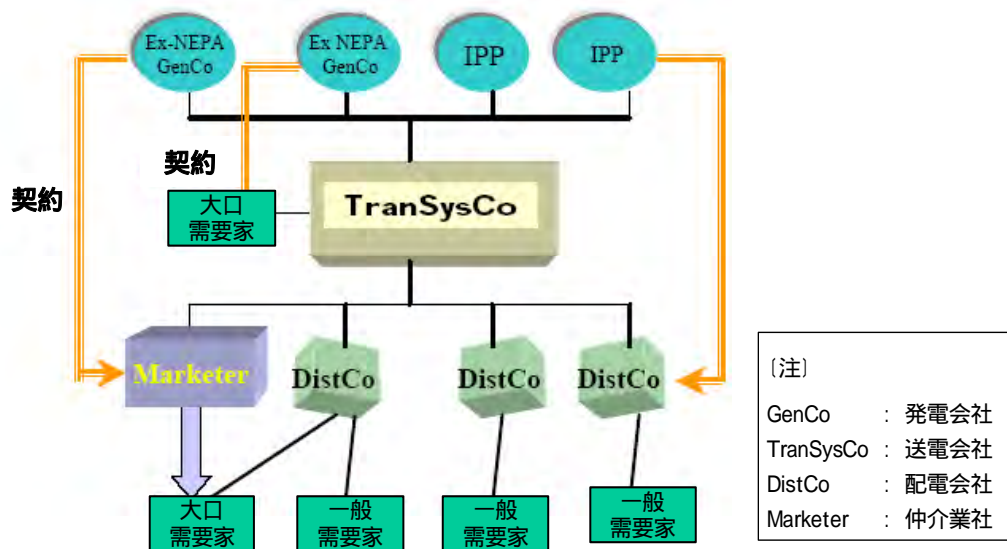 Ex-NEPA
GenCo
Ex NEPA
GenCo
IPP
IPP
契約
契約
大口
需要家
TranSysCo
Marketer
DistCo
DistCo
DistCo
大口
需要家
一般
需要家
一般
需要家
一般
需要家
〔注〕
GenCo : 発電会社
TranSysCo : 送電会社
DistCo : 配電会社
Marketer : 仲介業社